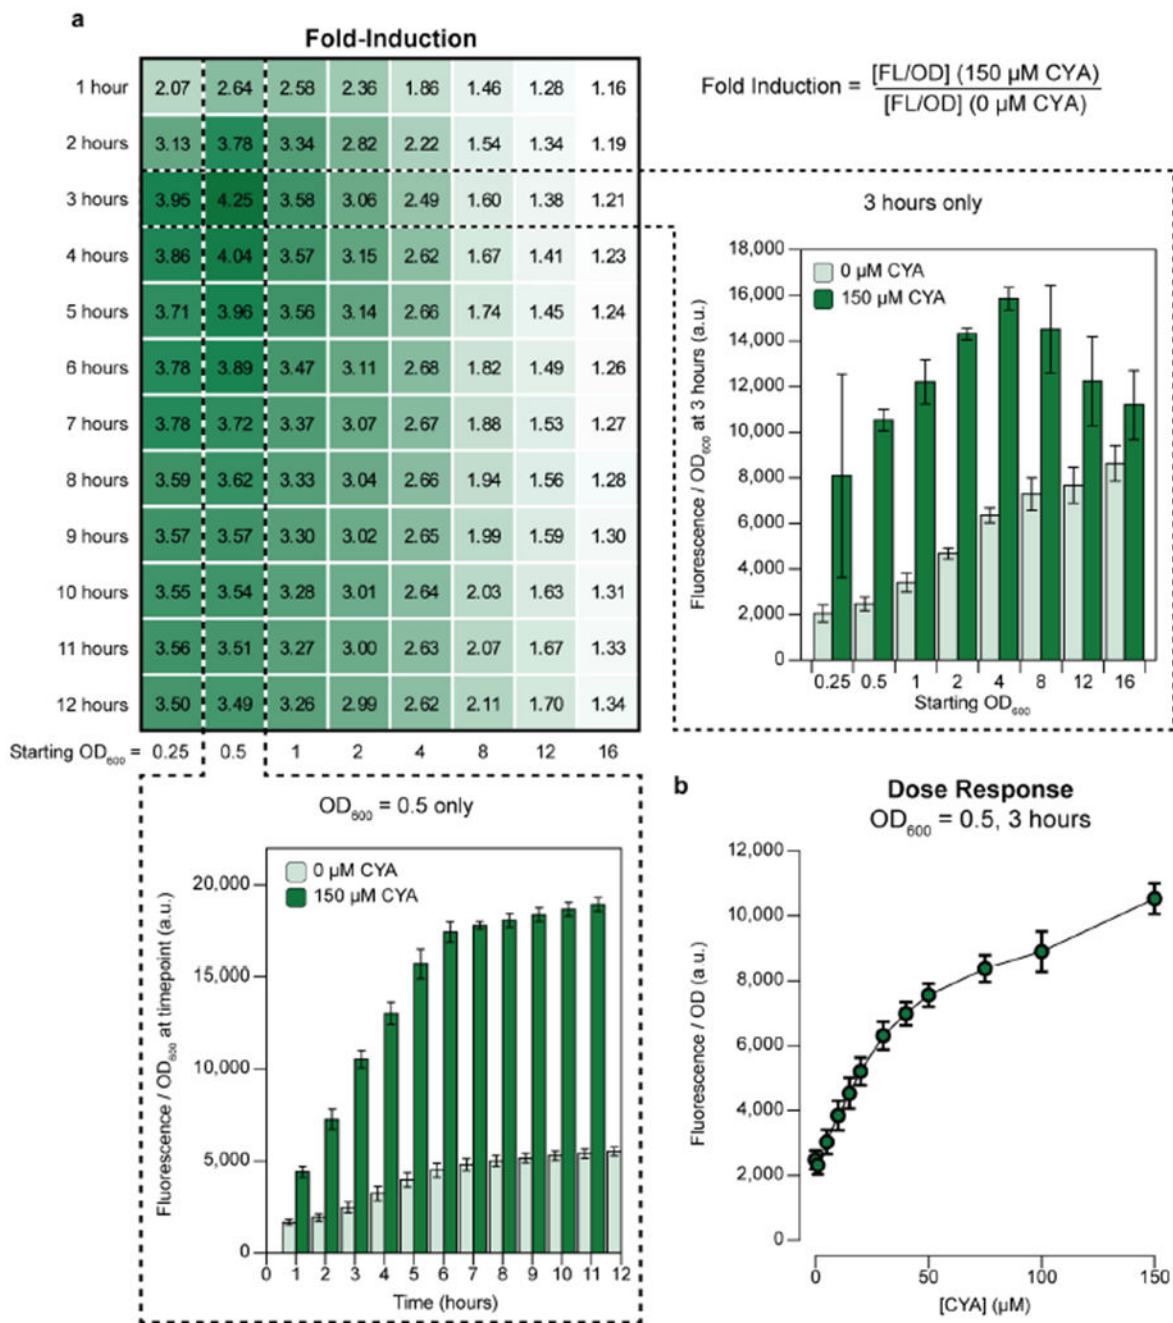 a
Fold-Induction
1 hour 2.07 2.64 2.58 2.36 1.86 1.46 1.28 1.16
2 hours 3.13 3.78 3.34 2.82 2.22 1.54 1.34 1.19
3 hours 3.95 4.25 3.58 3.06 2.49 1.60 1.38 1.21
4 hours 3.86 4.04 3.57 3.15 2.62 1.67 1.41 1.23
5 hours 3.71 3.96 3.56 3.14 2.66 1.74 1.45 1.24
6 hours 3.78 3.89 3.47 3.11 2.68 1.82 1.49 1.26
7 hours 3.78 3.72 3.37 3.07 2.67 1.88 1.53 1.27
8 hours 3.59 3.62 3.33 3.04 2.66 1.94 1.56 1.28
9 hours 3.57 3.57 3.30 3.02 2.65 1.99 1.59 1.30
10 hours 3.55 3.54 3.28 3.01 2.64 2.03 1.63 1.31
11 hours 3.56 3.51 3.27 3.00 2.63 2.07 1.67 1.33
12 hours 3.50 3.49 3.26 2.99 2.62 2.11 1.70 1.34
Starting OD600 = 0.25 0.5 1 2 4 8 12 16
Fold Induction = [FL/OD] (150 µM CYA)
[FL/OD] (0 µM CYA)
3 hours only
18,000
16,000
14,000
12,000
10,000
8,000
6,000
4,000
2,000
0
0 µM CYA
150 µM CYA
Fluorescence / OD600 at 3 hours (a.u.)
0.25 0.5 1 2 4 8 12 16
Starting OD600
OD600 = 0.5 only
20,000
15,000
10,000
5,000
0
0 µM CYA
150 µM CYA
Fluorescence / OD600 at timepoint (a.u.)
0 1 2 3 4 5 6 7 8 9 10 11 12
Time (hours)
b
Dose Response
OD600 = 0.5, 3 hours
12,000
10,000
8,000
6,000
4,000
2,000
0
Fluorescence / OD (a.u.)
0 50 100 150
[CYA] (µM)